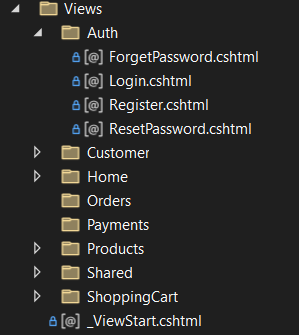 Views
Auth
ForgetPassword.cshtml
Login.cshtml
Register.cshtml
ResetPassword.cshtml
Customer
Home
Orders
Payments
Products
Shared
ShoppingCart
_ViewStart.cshtml